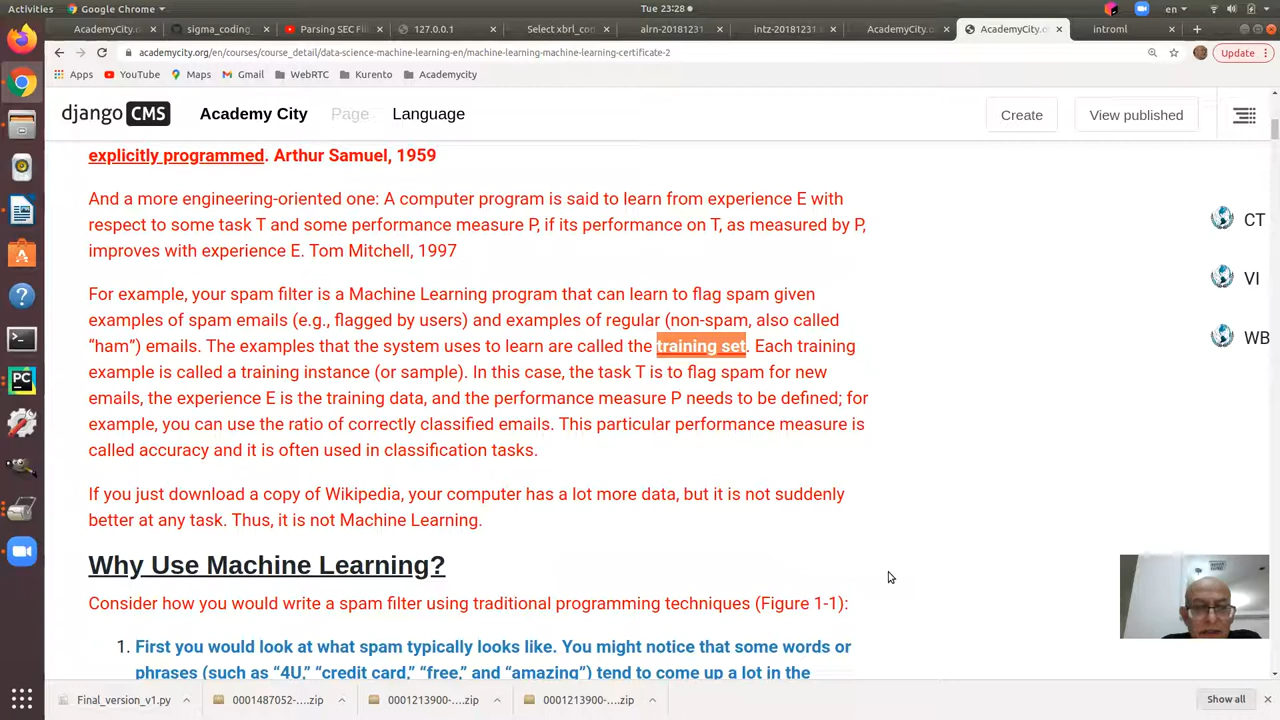 Activities
Google Chrome
Tue 23:28
en
AcademyCity.o
sigma_coding_
Parsing SEC Fil
127.0.0.1
Select xbrl_con
alrn-20181231
intz-20181231.x
AcademyCity.or
AcademyCity.o
introml
academycity.org/en/courses/course_detail/data-science-machine-learning-en/machine-learning-machine-learning-certificate-2
Update
Apps
YouTube
Maps
Gmail
WebRTC
Kurento
Academycity
django CMS
Academy City
Page
Language
Create
View published
explicitly programmed. Arthur Samuel, 1959
And a more engineering-oriented one: A computer program is said to learn from experience E with
respect to some task T and some performance measure P, if its performance on T, as measured by P,
improves with experience E. Tom Mitchell, 1997
For example, your spam filter is a Machine Learning program that can learn to flag spam given
examples of spam emails (e.g., flagged by users) and examples of regular (non-spam, also called
“ham”) emails. The examples that the system uses to learn are called the training set. Each training
example is called a training instance (or sample). In this case, the task T is to flag spam for new
emails, the experience E is the training data, and the performance measure P needs to be defined; for
example, you can use the ratio of correctly classified emails. This particular performance measure is
called accuracy and it is often used in classification tasks.
If you just download a copy of Wikipedia, your computer has a lot more data, but it is not suddenly
better at any task. Thus, it is not Machine Learning.
Why Use Machine Learning?
Consider how you would write a spam filter using traditional programming techniques (Figure 1-1):
1. First you would look at what spam typically looks like. You might notice that some words or
phrases (such as “4U,” “credit card,” “free,” and “amazing”) tend to come up a lot in the
CT
VI
WB
Final_version_v1.py
0001487052-....zip
0001213900-....zip
0001213900-....zip
Show all